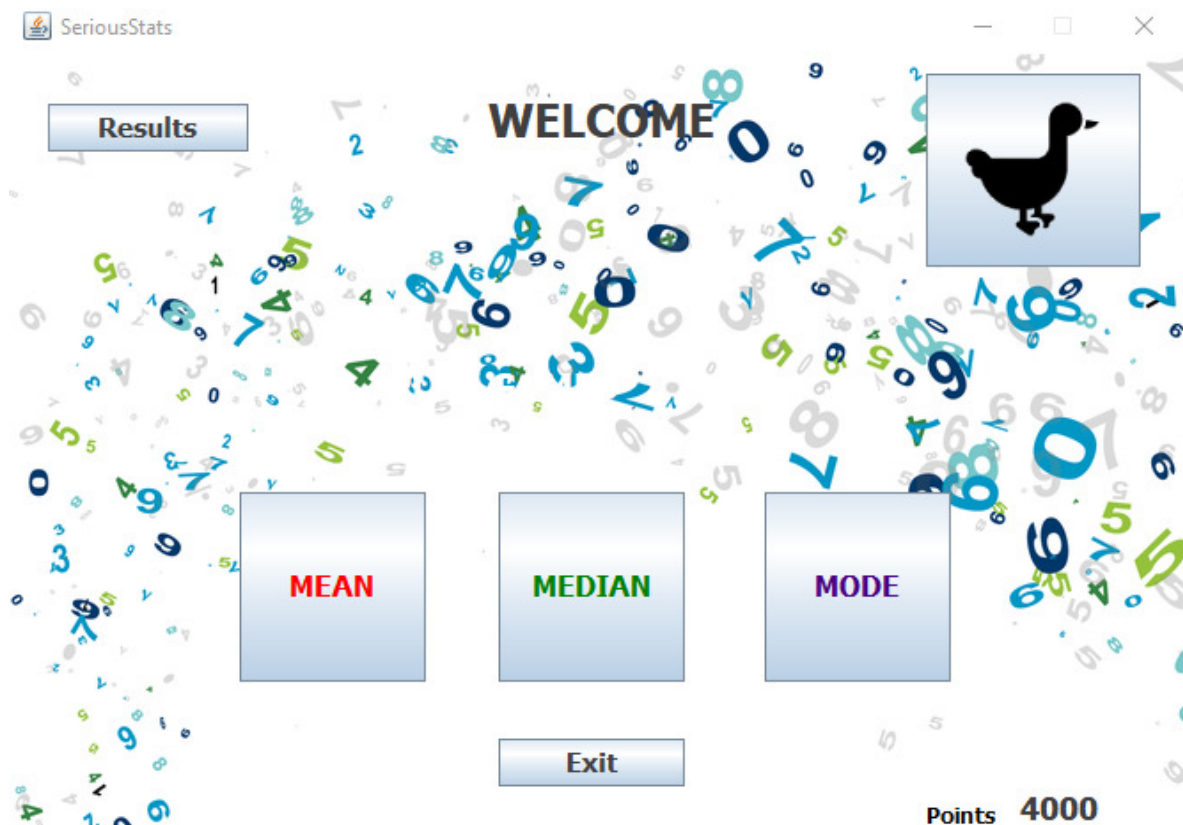 SeriousStats
Results
WELCOME
MEAN
MEDIAN
MODE
Exit
Points 4000